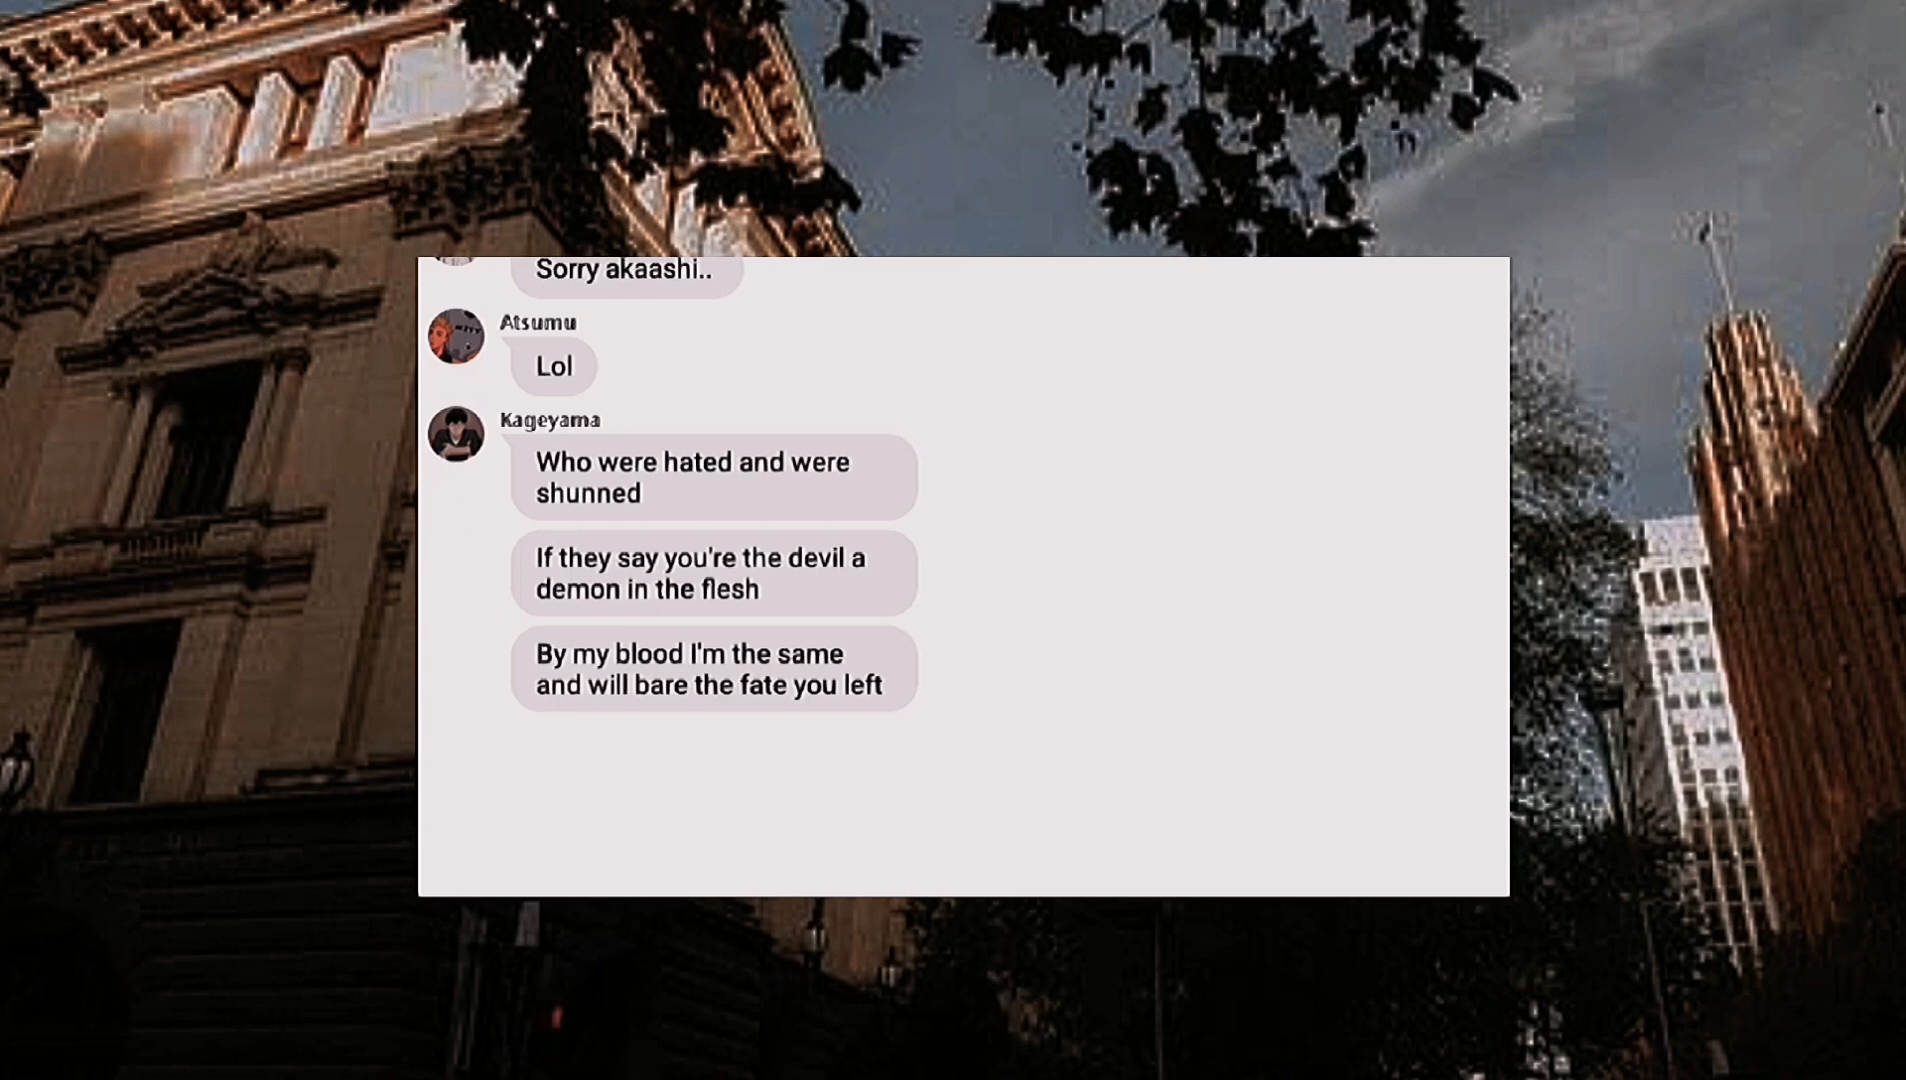 Sorry akaashi..
Atsumu
Lol
Kageyama
Who were hated and were
shunned
If they say you're the devil a
demon in the flesh
By my blood I'm the same
and will bare the fate you left